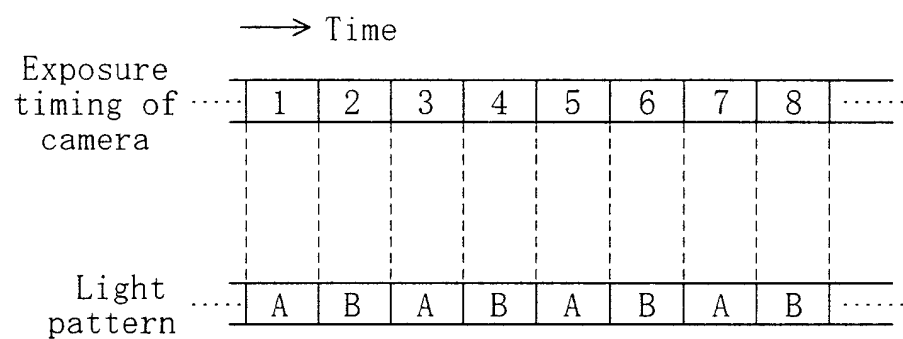 Time
Exposure
timing of
camera
1 2 3 4 5 6 7 8
Light
pattern
A B A B A B A B